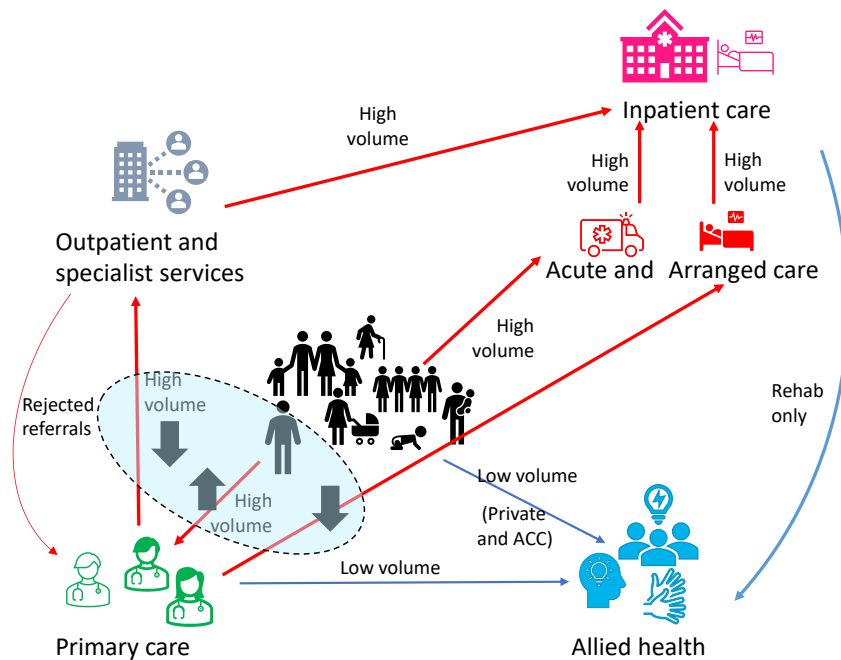 Inpatient care
High
volume
High
volume
High
volume
Outpatient and
specialist services
Acute and
Arranged care
High
volume
High
volume
Rejected
referrals
Rehab
only
Low volume
(Private
and ACC)
High
volume
Low volume
Primary care
Allied health